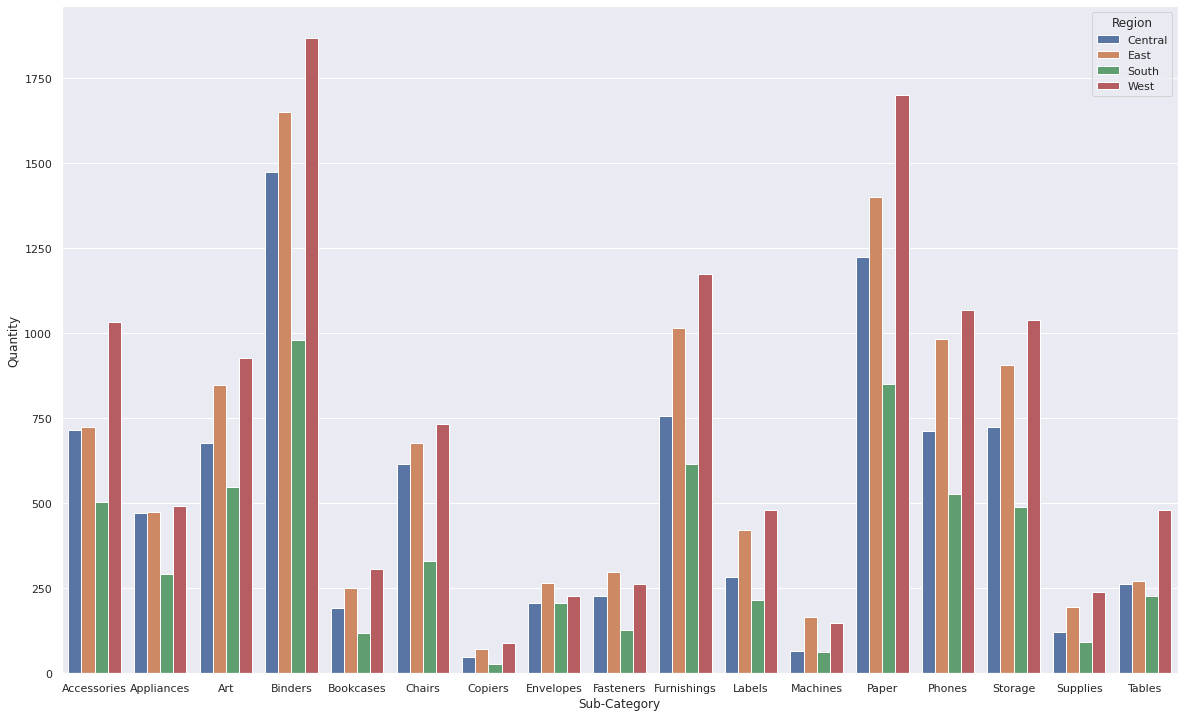 Region
Central
East
South
West
1750
1500
1250
1000
750
500
250
0
Quantity
Accessories Appliances Art Binders Bookcases Chairs Copiers Envelopes Fasteners Furnishings Labels Machines Paper Phones Storage Supplies Tables
Sub-Category